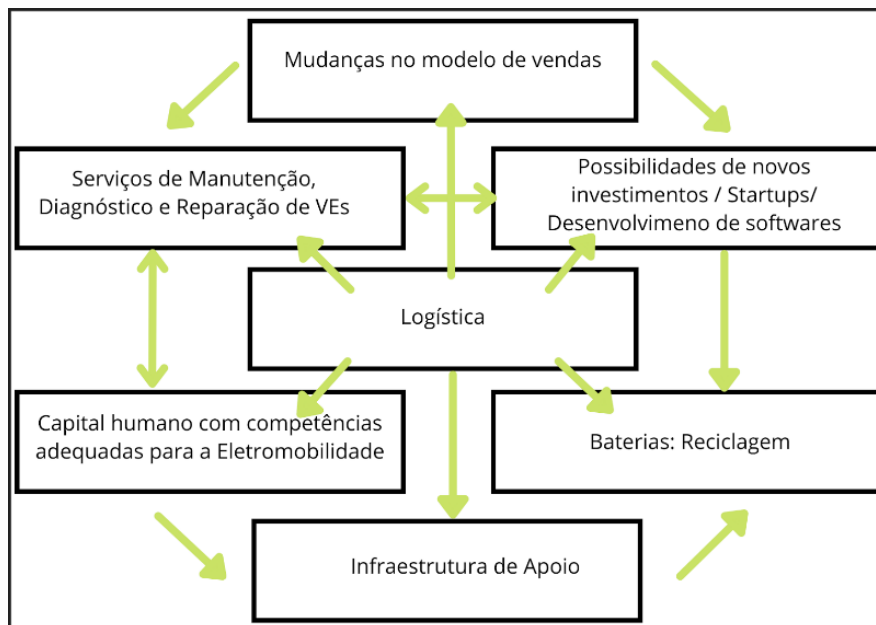 Mudanças no modelo de vendas
Serviços de Manutenção,
Diagnóstico e Reparação de VEs
Possibilidades de novos
investimentos / Startups/
Desenvolvimeno de softwares
Logística
Capital humano com competências
adequadas para a Eletromobilidade
Baterias: Reciclagem
Infraestrutura de Apoio